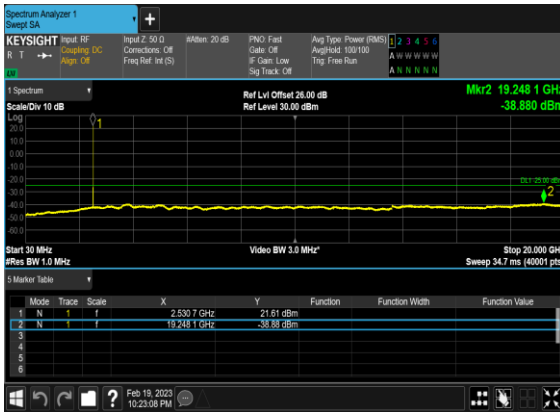 Spectrum Analyzer 1
Swept SA
+
KEYSIGHT Input: RF Input Z: 50 Ω #Atten: 20 dB PNO: Fast Avg Type: Power (RMS) 1 2 3 4 5 6
R T Coupling: DC Corrections: Off Gate: Off Avg|Hold: 100/100 A W W W W W
Align: Off Freq Ref: Int (S) IF Gain: Low Trig: Free Run
Sig Track: Off A N N N N N
1 Spectrum Ref Lvl Offset 26.00 dB Mkr2 19.248 1 GHz
Scale/Div 10 dB Ref Level 30.00 dBm -38.880 dBm
Log
1
20.0
10.0
0.00
-10.0
-20.0
DL1 -25.00 dBm
-30.0
2
-40.0
-50.0
-60.0
Start 30 MHz Video BW 3.0 MHz* Stop 20.000 GHz
#Res BW 1.0 MHz Sweep 34.7 ms (40001 pts)
5 Marker Table
Mode Trace Scale X Y Function Function Width Function Value
1 N 1 f 2.530 7 GHz 21.61 dBm
2 N 1 f 19.248 1 GHz -38.88 dBm
3
4
5
6
? Feb 19, 2023
10:23:08 PM